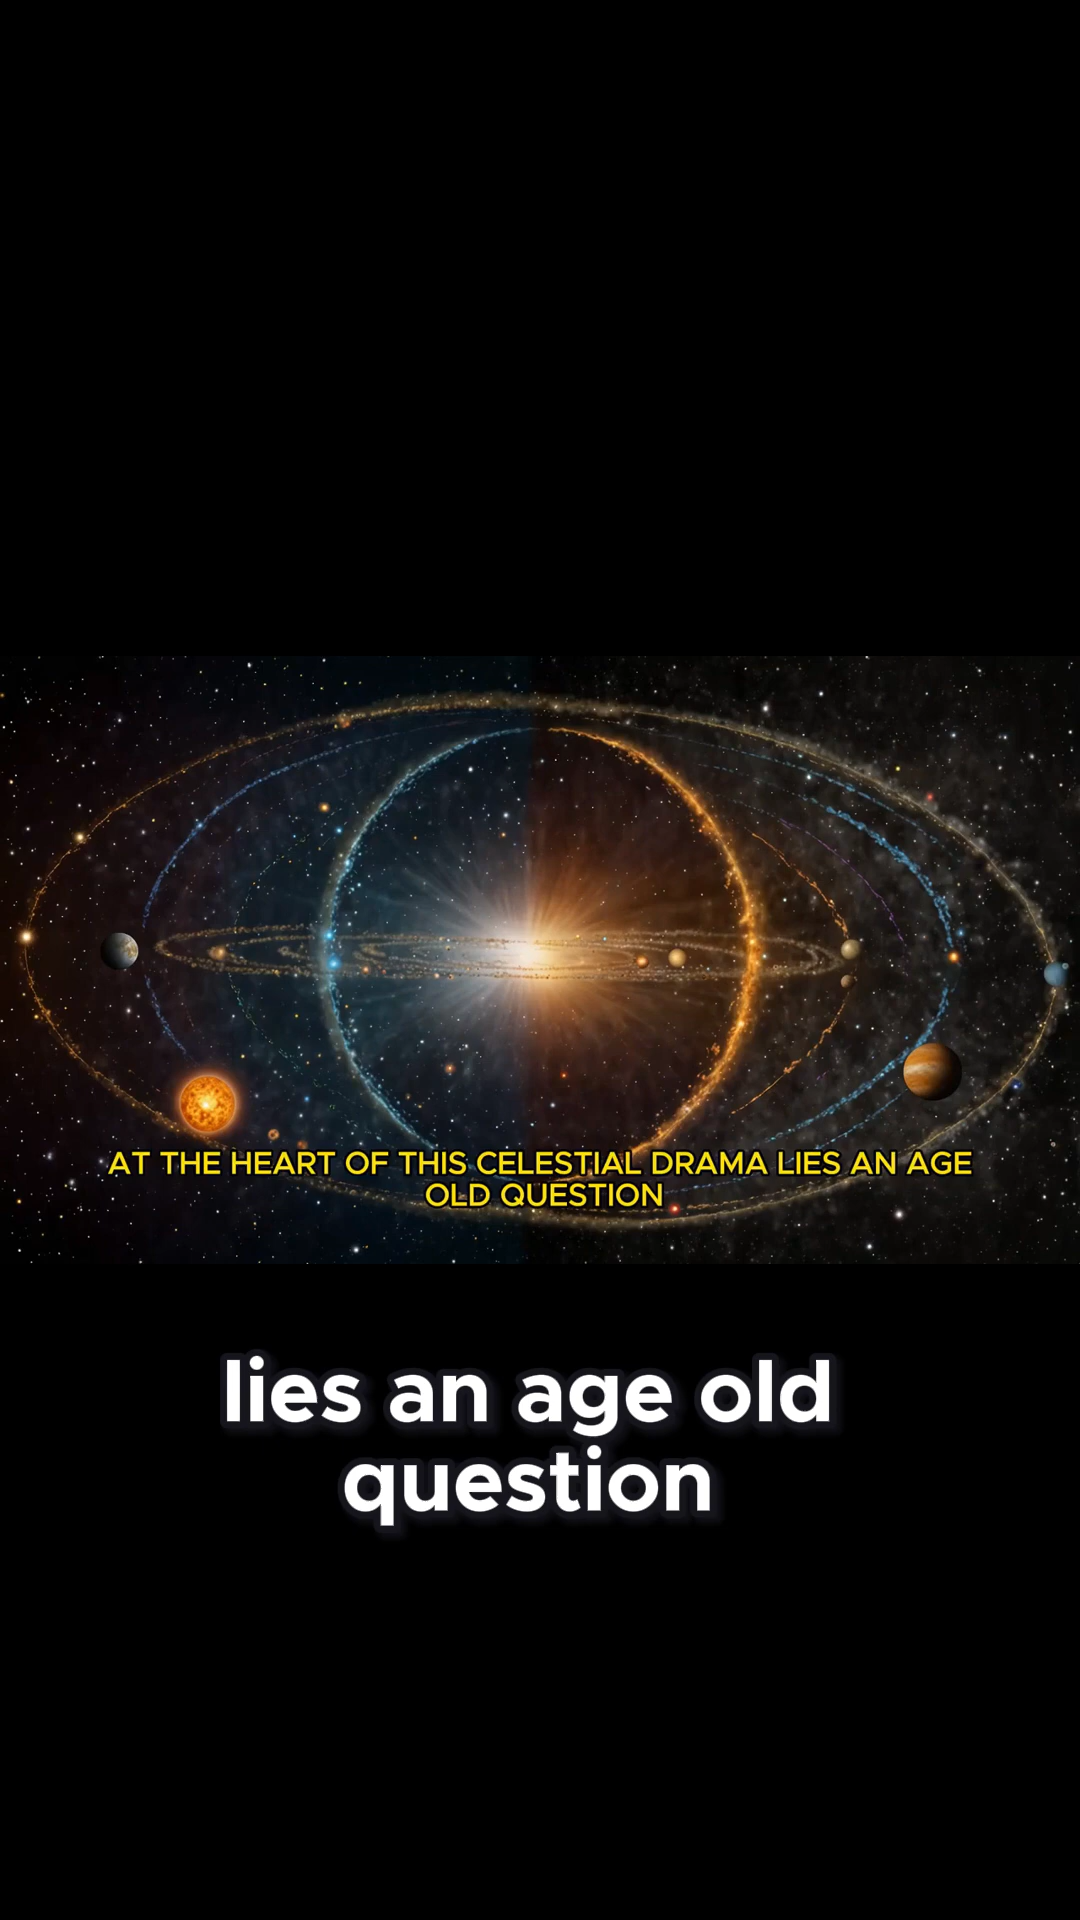 AT THE HEART OF THIS CELESTIAL DRAMA LIES AN AGE
OLD QUESTION
lies an age old
question